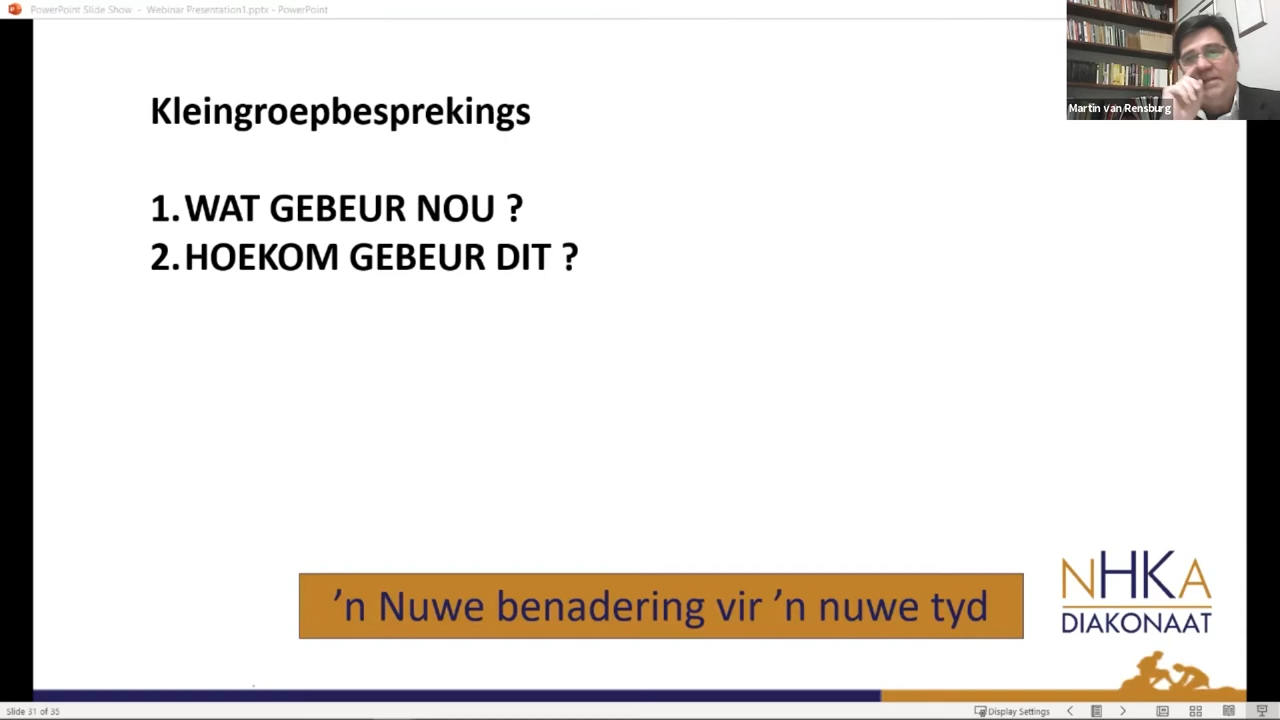 PowerPoint Slide Show - Webinar Presentation1.pptx - PowerPoint
Martin van Rensburg
Kleingroepbesprekings
1. WAT GEBEUR NOU ?
2. HOEKOM GEBEUR DIT ?
’n Nuwe benadering vir ’n nuwe tyd
NHKA
DIAKONAAT
Slide 31 of 35
Display Settings